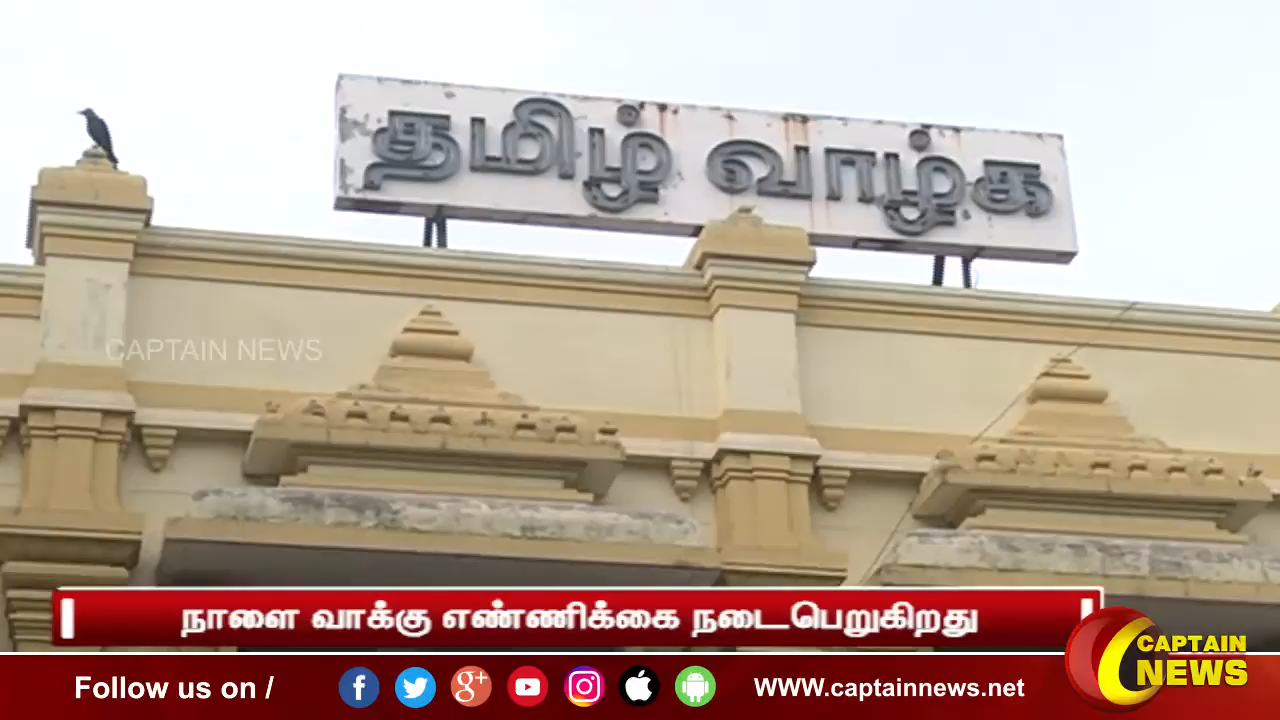 தமிழ் வாழ்க
CAPTAIN NEWS
நாளை வாக்கு எண்ணிக்கை நடைபெறுகிறது
CAPTAIN
NEWS
Follow us on /
WWW.captainnews.net